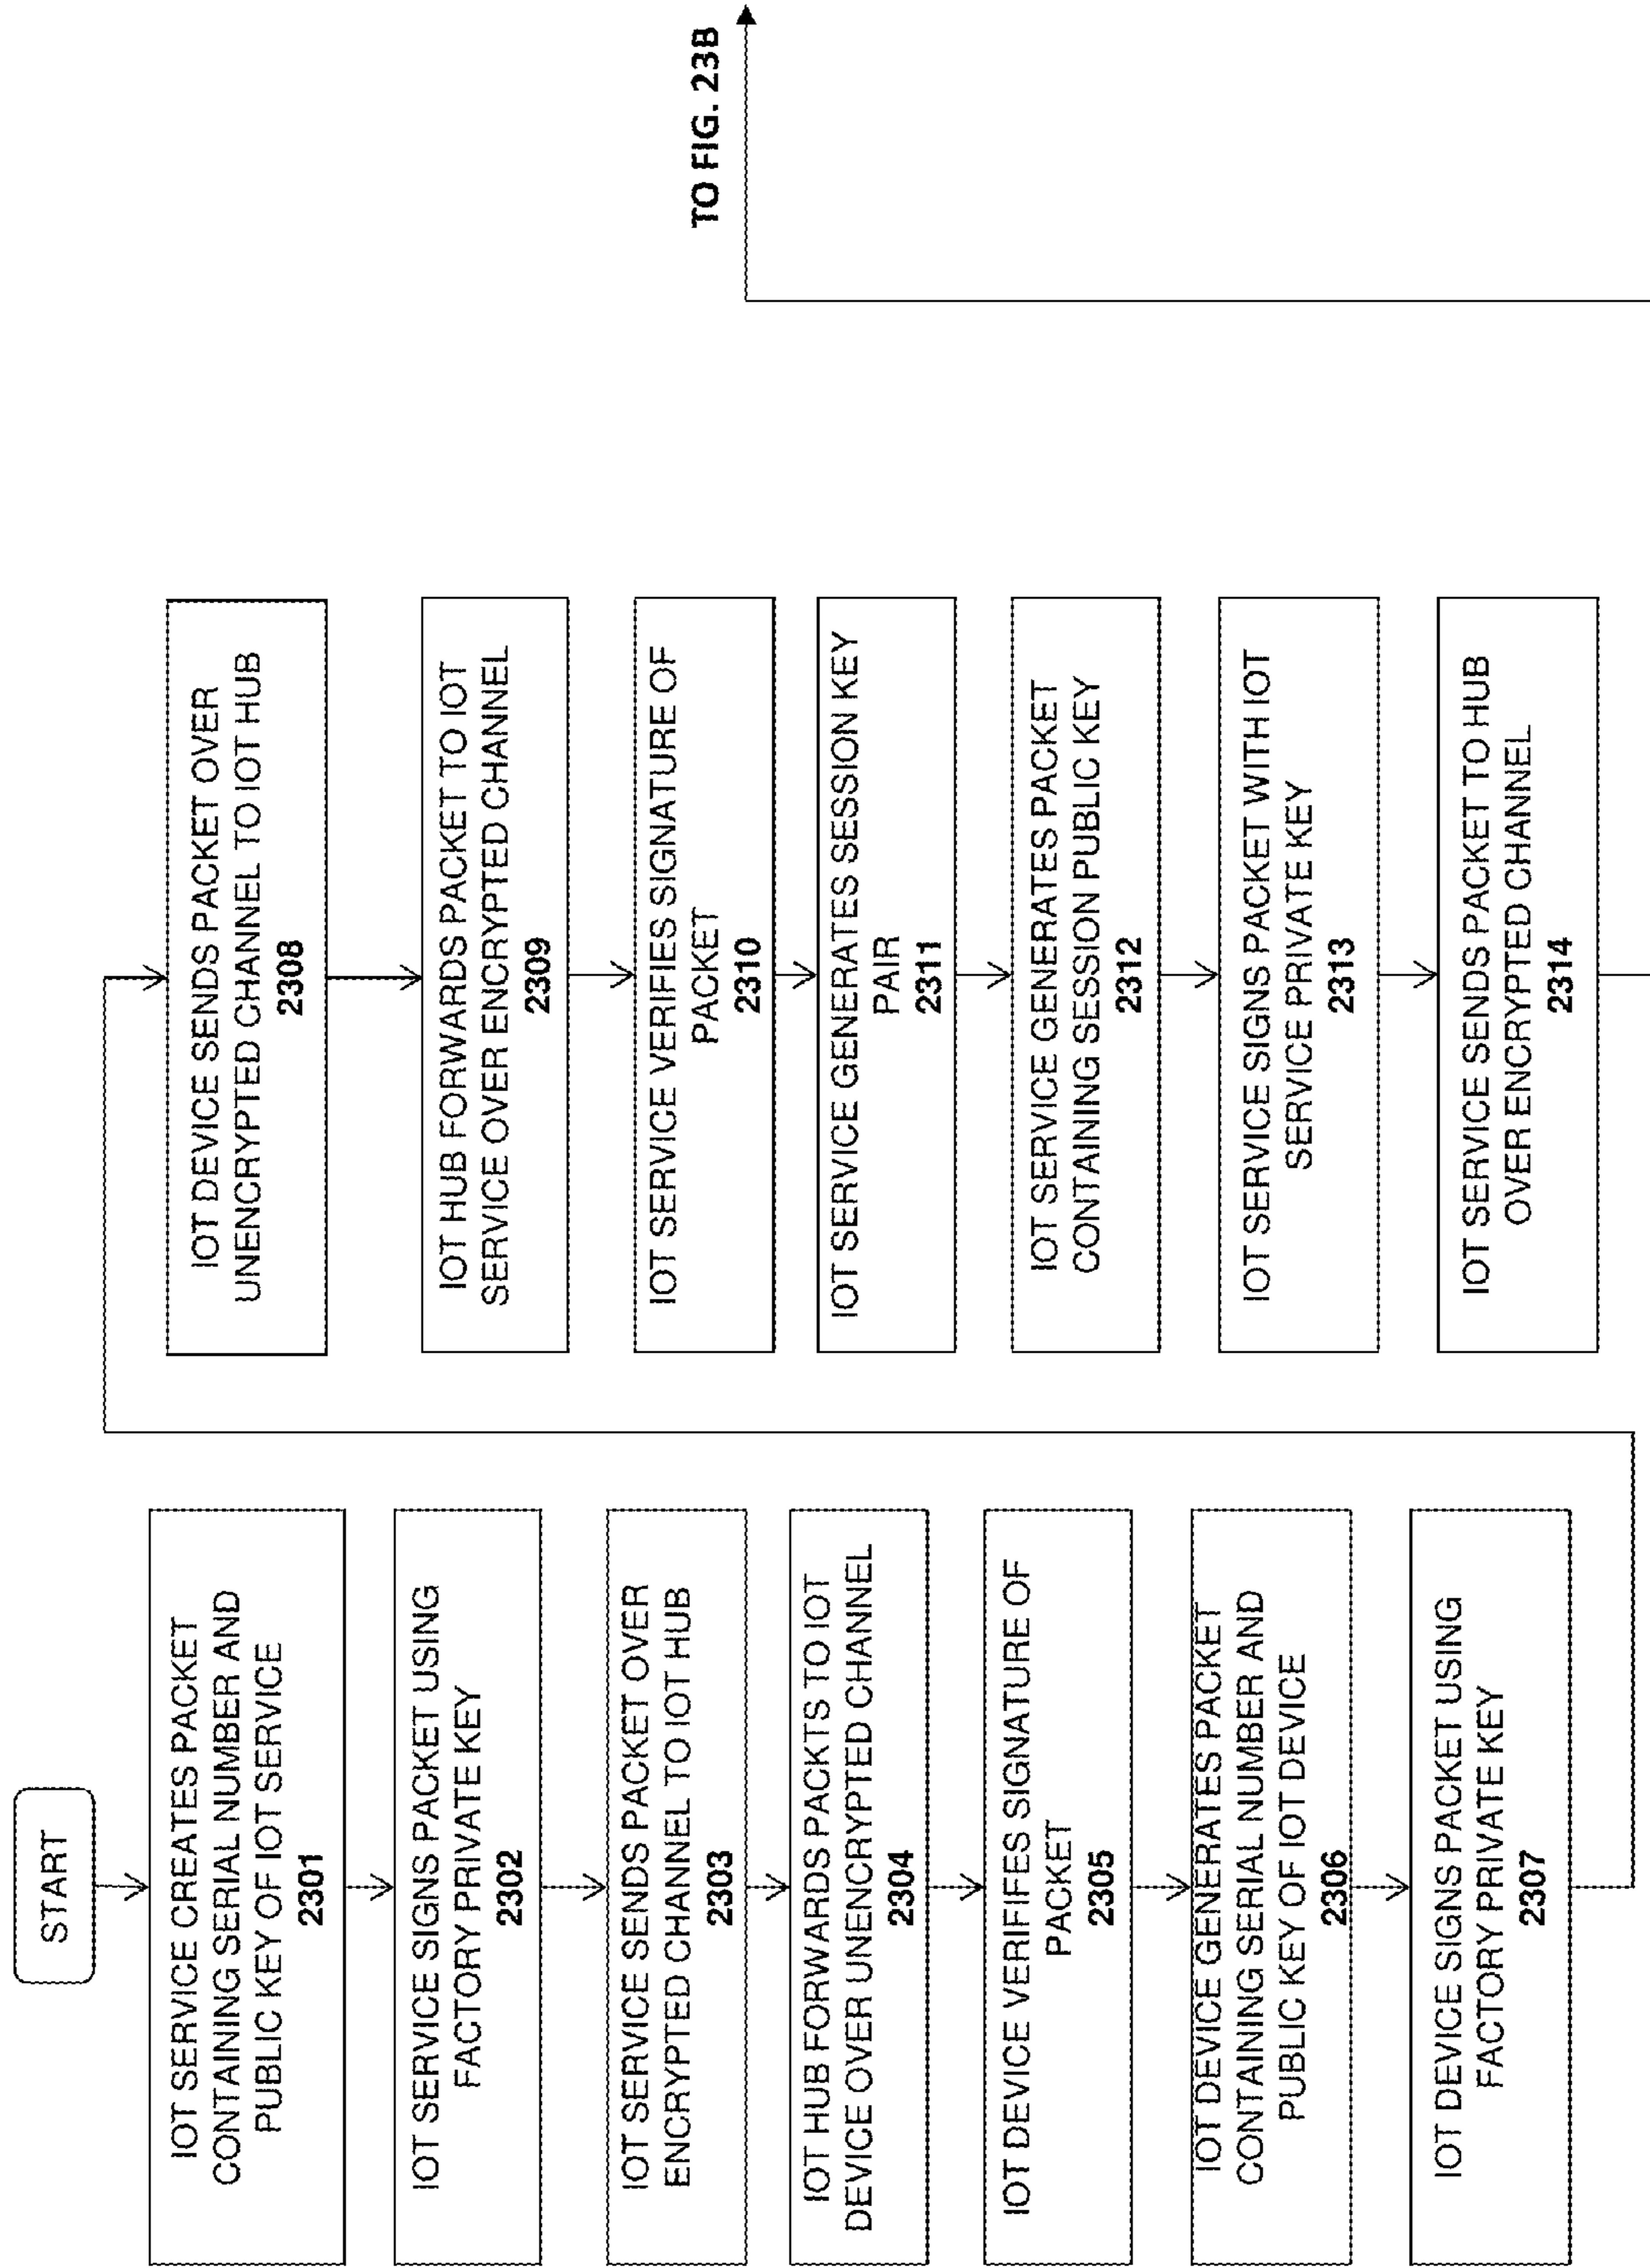 START
IOT SERVICE CREATES PACKET
CONTAINING SERIAL NUMBER AND
PUBLIC KEY OF IOT SERVICE
2301
IOT SERVICE SIGNS PACKET USING
FACTORY PRIVATE KEY
2302
IOT SERVICE SENDS PACKET OVER
ENCRYPTED CHANNEL TO IOT HUB
2303
IOT HUB FORWARDS PACKTS TO IOT
DEVICE OVER UNENCRYPTED CHANNEL
2304
IOT DEVICE VERIFIFES SIGNATURE OF
PACKET
2305
IOT DEVICE GENERATES PACKET
CONTAINING SERIAL NUMBER AND
PUBLIC KEY OF IOT DEVICE
2306
IOT DEVICE SIGNS PACKET USING
FACTORY PRIVATE KEY
2307
IOT DEVICE SENDS PACKET OVER
UNENCRYPTED CHANNEL TO IOT HUB
2308
IOT HUB FORWARDS PACKET TO IOT
SERVICE OVER ENCRYPTED CHANNEL
2309
IOT SERVICE VERIFIES SIGNATURE OF
PACKET
2310
IOT SERVICE GENERATES SESSION KEY
PAIR
2311
IOT SERVICE GENERATES PACKET
CONTAINING SESSION PUBLIC KEY
2312
IOT SERVICE SIGNS PACKET WITH IOT
SERVICE PRIVATE KEY
2313
IOT SERVICE SENDS PACKET TO HUB
OVER ENCRYPTED CHANNEL
2314
TO FIG. 23B